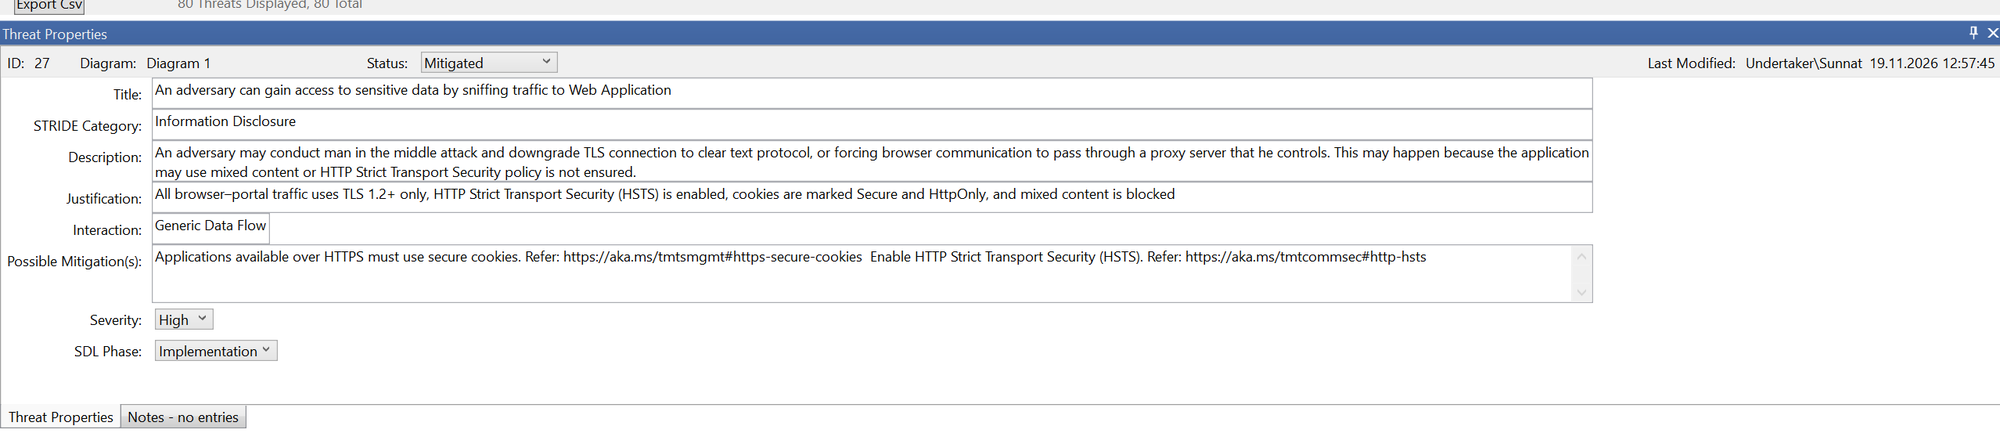 Export Csv 80 Threats Displayed, 80 Total
Threat Properties
ID: 27 Diagram: Diagram 1 Status: Mitigated Last Modified: Undertaker\Sunnat 19.11.2026 12:57:45
Title: An adversary can gain access to sensitive data by sniffing traffic to Web Application
STRIDE Category: Information Disclosure
Description: An adversary may conduct man in the middle attack and downgrade TLS connection to clear text protocol, or forcing browser communication to pass through a proxy server that he controls. This may happen because the application
may use mixed content or HTTP Strict Transport Security policy is not ensured.
Justification: All browser–portal traffic uses TLS 1.2+ only, HTTP Strict Transport Security (HSTS) is enabled, cookies are marked Secure and HttpOnly, and mixed content is blocked
Interaction: Generic Data Flow
Possible Mitigation(s): Applications available over HTTPS must use secure cookies. Refer: https://aka.ms/tmtsmgmt#https-secure-cookies Enable HTTP Strict Transport Security (HSTS). Refer: https://aka.ms/tmtcommsec#http-hsts
Severity: High
SDL Phase: Implementation
Threat Properties Notes - no entries